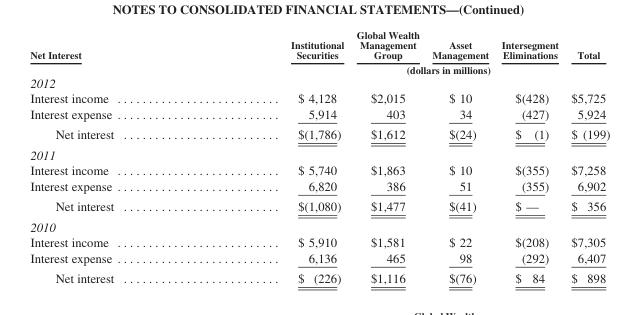 NOTES TO CONSOLIDATED FINANCIAL STATEMENTS—(Continued)
Global Wealth
Institutional Management Asset Intersegment
Net Interest Securities Group Management Eliminations Total
(dollars in millions)
2012
Interest income .......................... $ 4,128 $2,015 $ 10 $(428) $5,725
Interest expense .......................... 5,914 403 34 (427) 5,924
Net interest ......................... $(1,786) $1,612 $(24) $ (1) $ (199)
2011
Interest income .......................... $ 5,740 $1,863 $ 10 $(355) $7,258
Interest expense .......................... 6,820 386 51 (355) 6,902
Net interest ......................... $(1,080) $1,477 $(41) $ — $ 356
2010
Interest income .......................... $ 5,910 $1,581 $ 22 $(208) $7,305
Interest expense .......................... 6,136 465 98 (292) 6,407
Net interest ......................... $ (226) $1,116 $(76) $ 84 $ 898